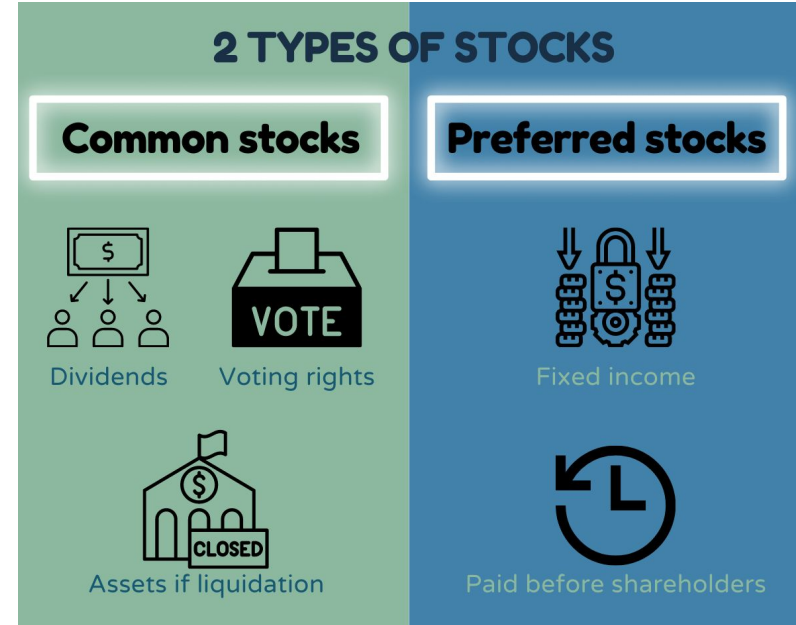 2 TYPES OF STOCKS
Common stocks
Preferred stocks
$
VOTE
$
Dividends
Voting rights
Fixed income
$
CLOSED
Assets if liquidation
Paid before shareholders